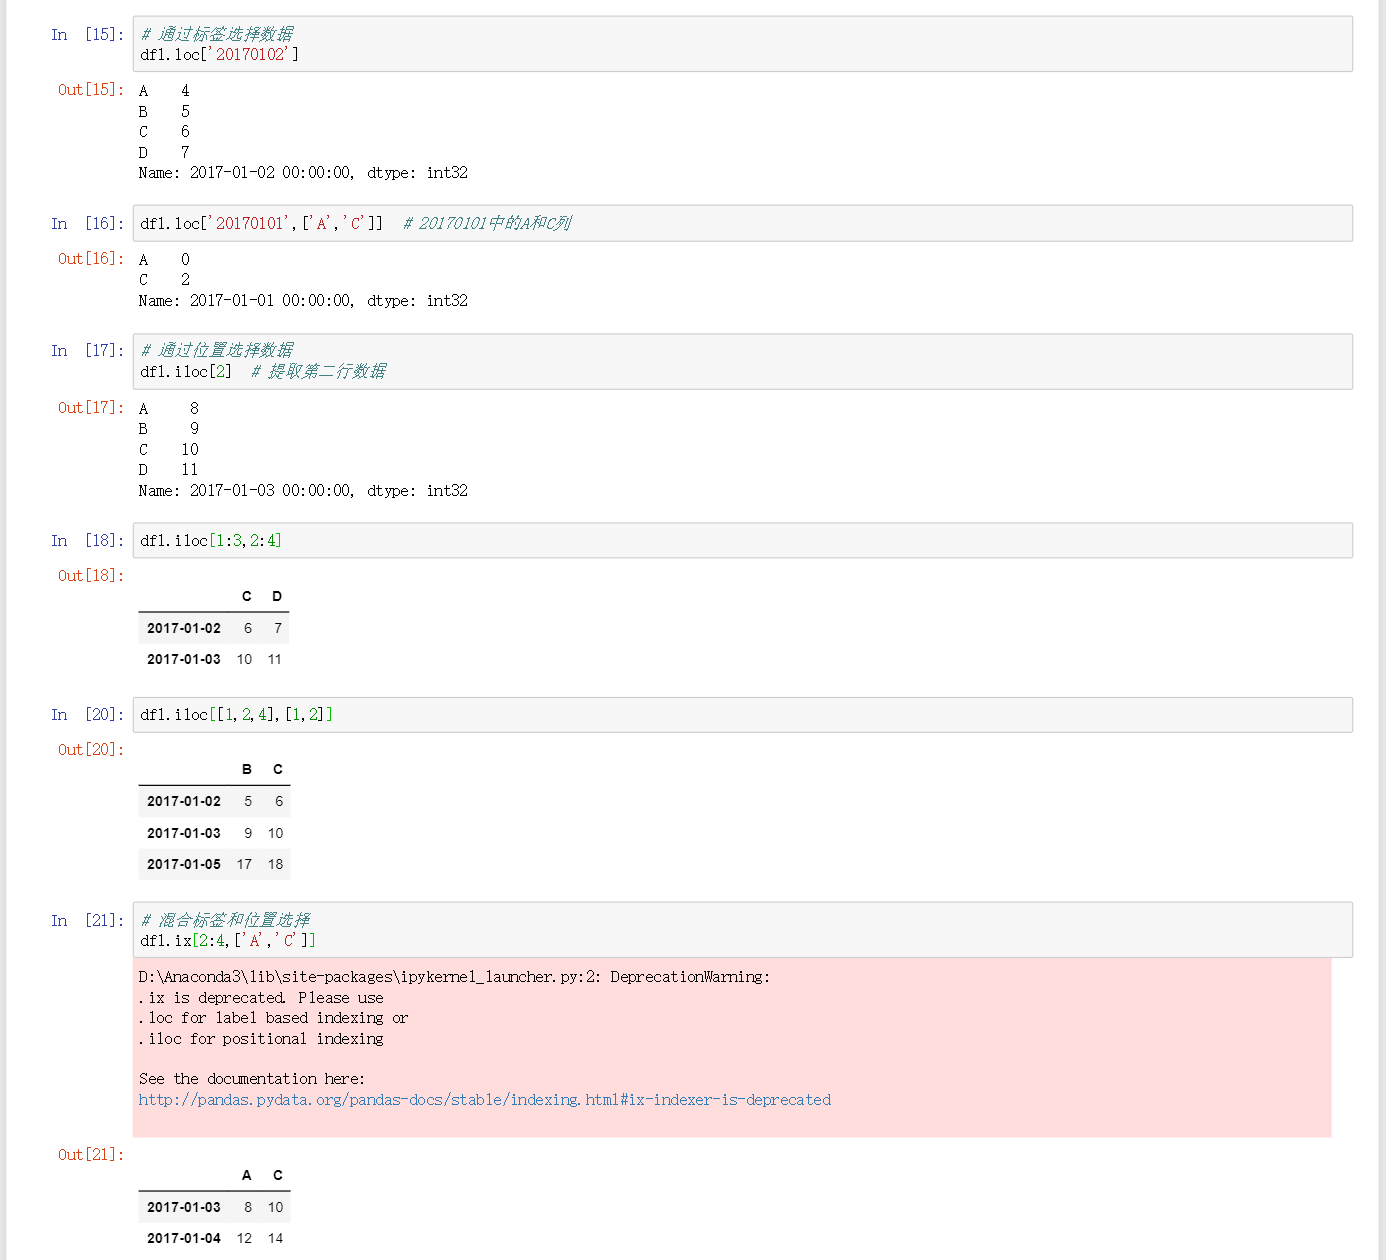 In [15]: # 通过标签选择数据
df1.loc['20170102']
Out[15]: A 4
B 5
C 6
D 7
Name: 2017-01-02 00:00:00, dtype: int32
In [16]: df1.loc['20170101',['A','C']] # 20170101中的A和C列
Out[16]: A 0
C 2
Name: 2017-01-01 00:00:00, dtype: int32
In [17]: # 通过位置选择数据
df1.iloc[2] # 提取第二行数据
Out[17]: A 8
B 9
C 10
D 11
Name: 2017-01-03 00:00:00, dtype: int32
In [18]: df1.iloc[1:3,2:4]
Out[18]:
C D
2017-01-02 6 7
2017-01-03 10 11
In [20]: df1.iloc[[1,2,4],[1,2]]
Out[20]:
B C
2017-01-02 5 6
2017-01-03 9 10
2017-01-05 17 18
In [21]: # 混合标签和位置选择
df1.ix[2:4,['A','C']]
D:\Anaconda3\lib\site-packages\ipykernel_launcher.py:2: DeprecationWarning:
.ix is deprecated. Please use
.loc for label based indexing or
.iloc for positional indexing
See the documentation here:
http://pandas.pydata.org/pandas-docs/stable/indexing.html#ix-indexer-is-deprecated
Out[21]:
A C
2017-01-03 8 10
2017-01-04 12 14